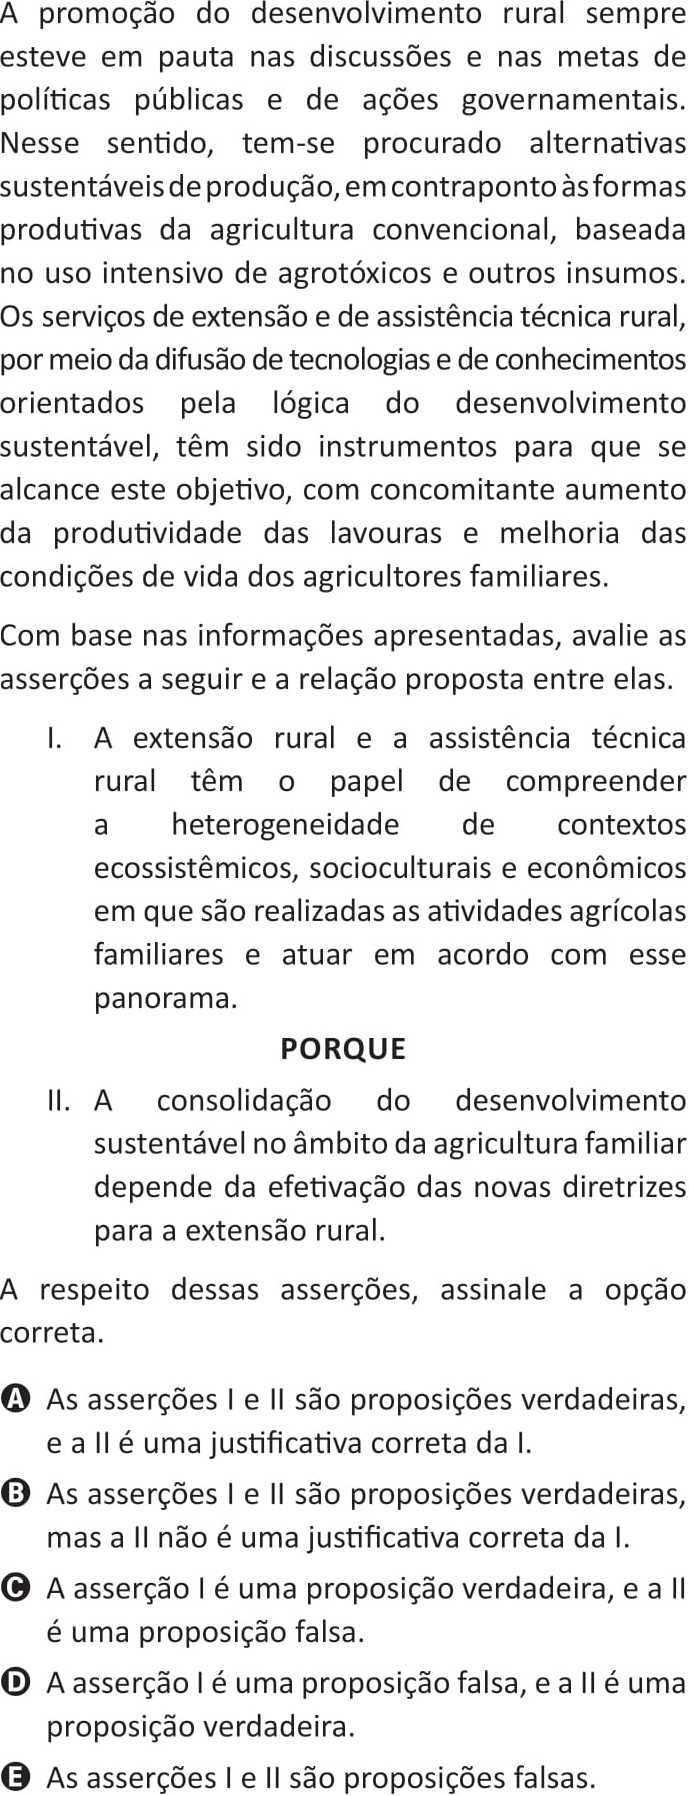 A promoção do desenvolvimento rural sempre
esteve em pauta nas discussões e nas metas de
políticas públicas e de ações governamentais.
Nesse sentido, tem-se procurado alternativas
sustentáveis de produção, em contraponto às formas
produtivas da agricultura convencional, baseada
no uso intensivo de agrotóxicos e outros insumos.
Os serviços de extensão e de assistência técnica rural,
por meio da difusão de tecnologias e de conhecimentos
orientados pela lógica do desenvolvimento
sustentável, têm sido instrumentos para que se
alcance este objetivo, com concomitante aumento
da produtividade das lavouras e melhoria das
condições de vida dos agricultores familiares.
Com base nas informações apresentadas, avalie as
asserções a seguir e a relação proposta entre elas.
I. A extensão rural e a assistência técnica
rural têm o papel de compreender
a heterogeneidade de contextos
ecossistêmicos, socioculturais e econômicos
em que são realizadas as atividades agrícolas
familiares e atuar em acordo com esse
panorama.
PORQUE
II. A consolidação do desenvolvimento
sustentável no âmbito da agricultura familiar
depende da efetivação das novas diretrizes
para a extensão rural.
A respeito dessas asserções, assinale a opção
correta.
A As asserções I e II são proposições verdadeiras,
e a II é uma justificativa correta da I.
B As asserções I e II são proposições verdadeiras,
mas a II não é uma justificativa correta da I.
C A asserção I é uma proposição verdadeira, e a II
é uma proposição falsa.
D A asserção I é uma proposição falsa, e a II é uma
proposição verdadeira.
E As asserções I e II são proposições falsas.